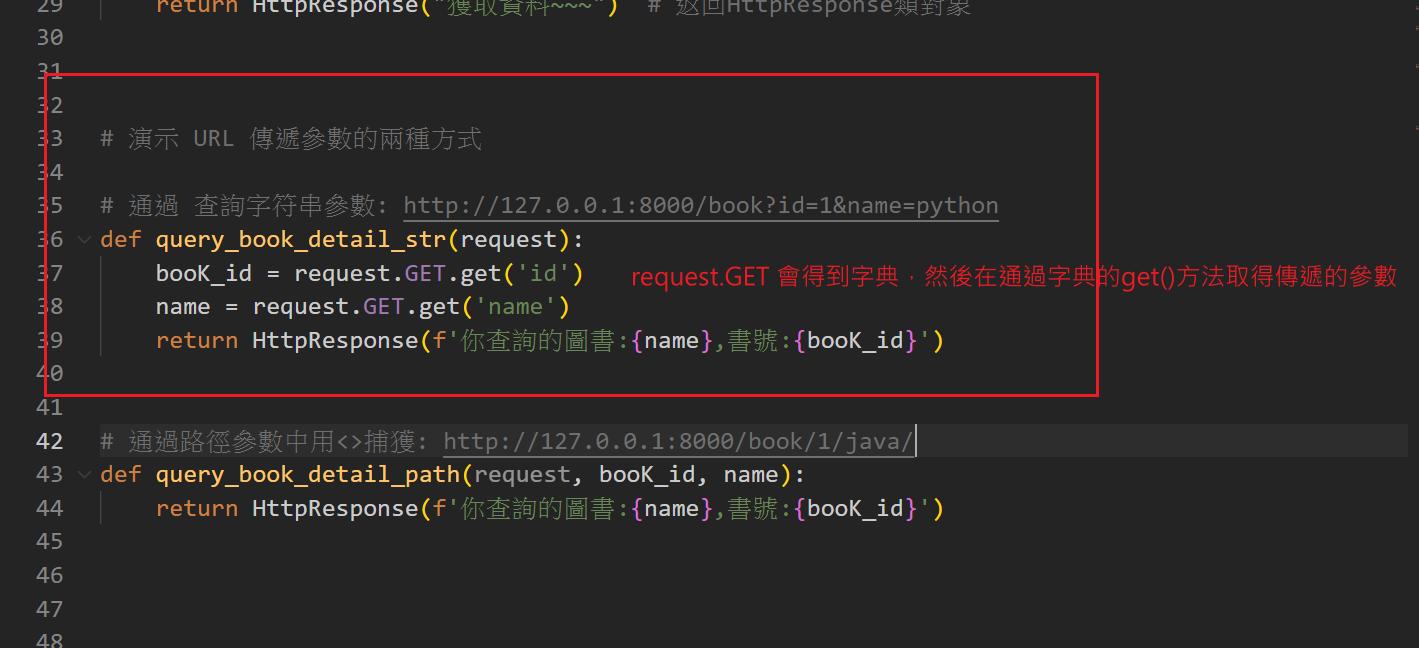 29 return HttpResponse("獲取資料~~~") # 返回HttpResponse類對象
30
31
32
33 # 演示 URL 傳遞參數的兩種方式
34
35 # 通過 查詢字符串參數: http://127.0.0.1:8000/book?id=1&name=python
36 def query_book_detail_str(request):
37 booK_id = request.GET.get('id') request.GET 會得到字典，然後在通過字典的get()方法取得傳遞的參數
38 name = request.GET.get('name')
39 return HttpResponse(f'你查詢的圖書:{name},書號:{booK_id}')
40
41
42 # 通過路徑參數中用<>捕獲: http://127.0.0.1:8000/book/1/java/
43 def query_book_detail_path(request, booK_id, name):
44 return HttpResponse(f'你查詢的圖書:{name},書號:{booK_id}')
45
46
47
48